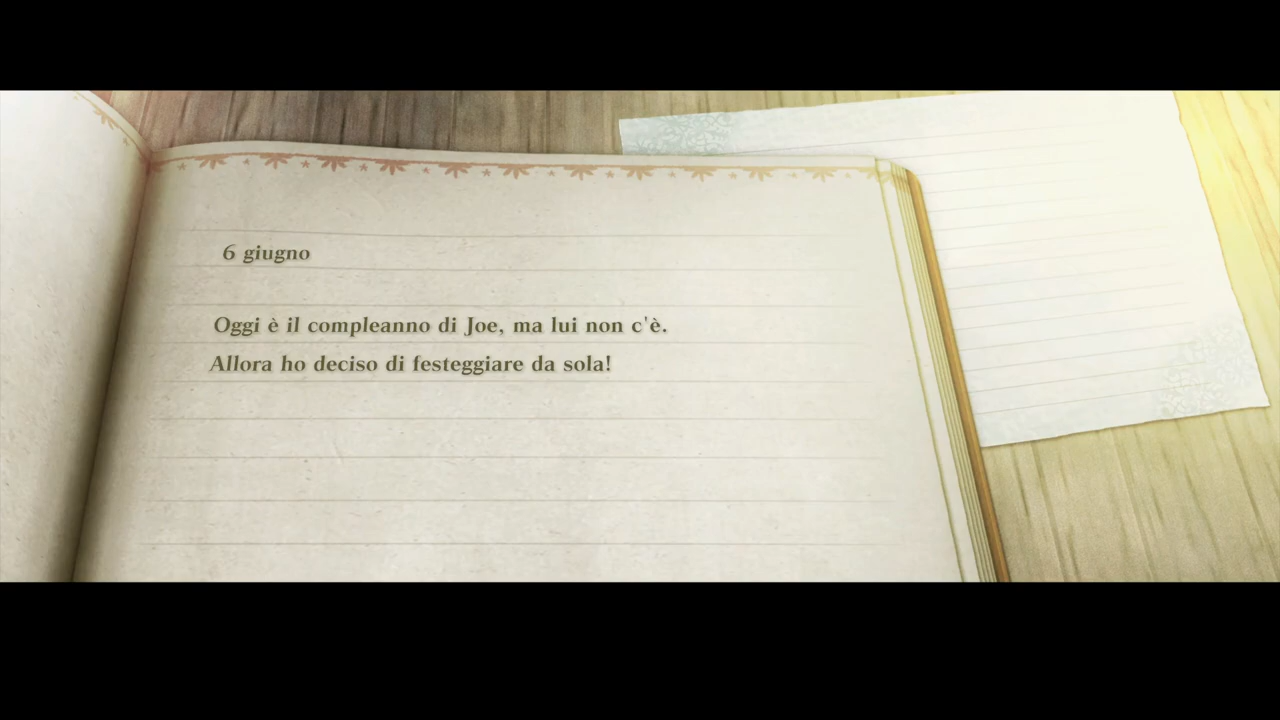 6 giugno
Oggi è il compleanno di Joe, ma lui non c'è.
Allora ho deciso di festeggiare da sola!